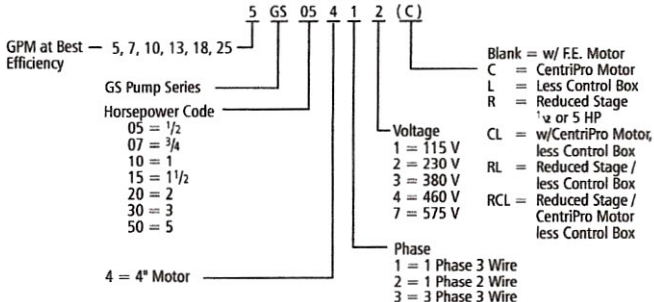 5 GS 05 4 1 2 (C)
GPM at Best Efficiency — 5, 7, 10, 13, 18, 25
GS Pump Series
Horsepower Code
05 = 1/2
07 = 3/4
10 = 1
15 = 1 1/2
20 = 2
30 = 3
50 = 5
4 = 4" Motor
Blank = w/ F.E. Motor
C = CentriPro Motor
L = Less Control Box
R = Reduced Stage
1/2 or 5 HP
CL = w/CentriPro Motor,
less Control Box
RL = Reduced Stage /
less Control Box
RCL = Reduced Stage /
CentriPro Motor
less Control Box
Voltage
1 = 115 V
2 = 230 V
3 = 380 V
4 = 460 V
7 = 575 V
Phase
1 = 1 Phase 3 Wire
2 = 1 Phase 2 Wire
3 = 3 Phase 3 Wire